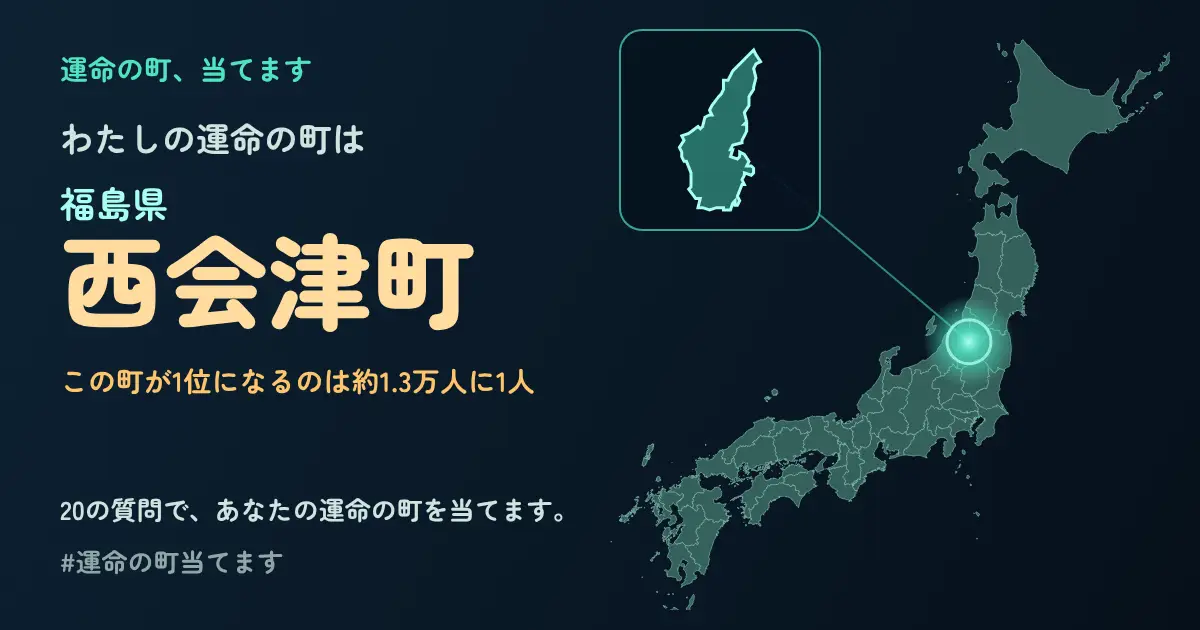 運命の町、当てます
わたしの運命の町は
福島県
西会津町
この町が1位になるのは約1.3万人に1人
20の質問で、あなたの運命の町を当てます。
#運命の町当てます